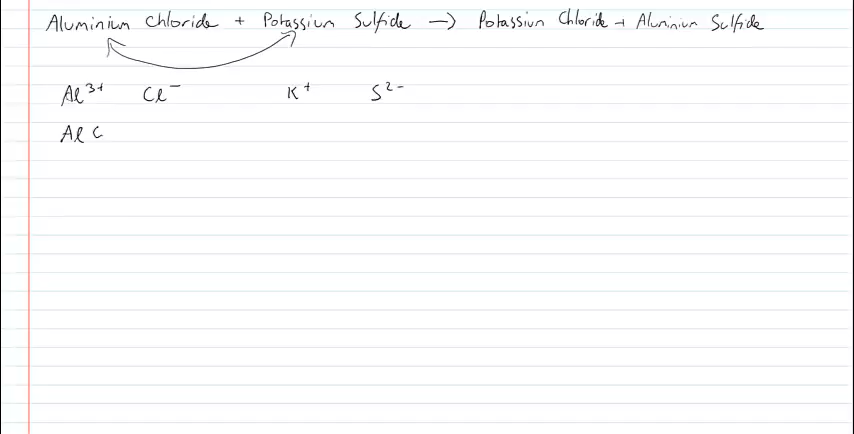 Aluminium Chloride + Potassium Sulfide → Potassium Chloride + Aluminium Sulfide
Al³⁺ Cl⁻ K⁺ S²⁻
Al C